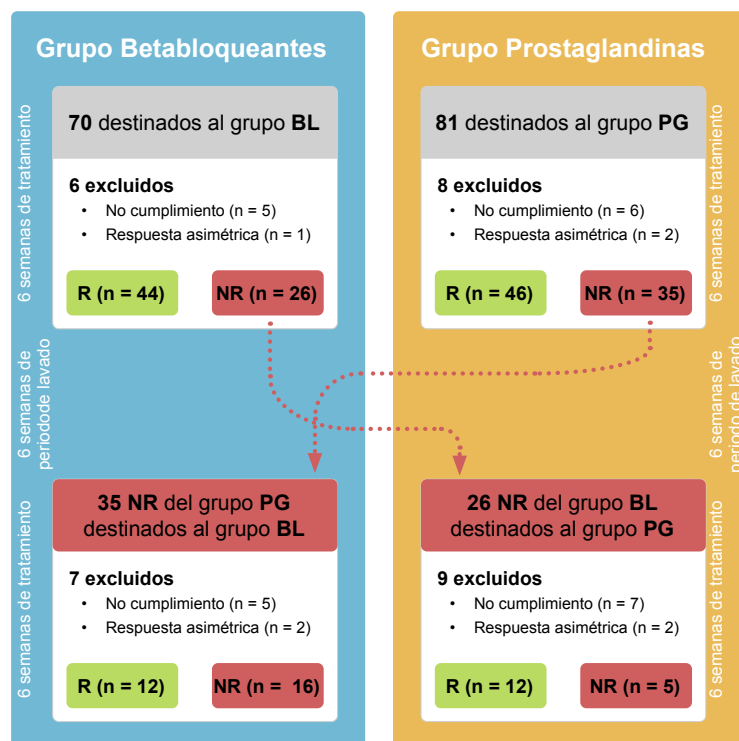 Grupo Betabloqueantes
6 semanas de tratamiento
70 destinados al grupo BL
6 excluidos
• No cumplimiento (n = 5)
• Respuesta asimétrica (n = 1)
R (n = 44)
NR (n = 26)
6 semanas de
periodode lavado
6 semanas de tratamiento
35 NR del grupo PG
destinados al grupo BL
7 excluidos
• No cumplimiento (n = 5)
• Respuesta asimétrica (n = 2)
R (n = 12)
NR (n = 16)
Grupo Prostaglandinas
6 semanas de tratamiento
81 destinados al grupo PG
8 excluidos
• No cumplimiento (n = 6)
• Respuesta asimétrica (n = 2)
R (n = 46)
NR (n = 35)
6 semanas de
periodo de lavado
6 semanas de tratamiento
26 NR del grupo BL
destinados al grupo PG
9 excluidos
• No cumplimiento (n = 7)
• Respuesta asimétrica (n = 2)
R (n = 12)
NR (n = 5)